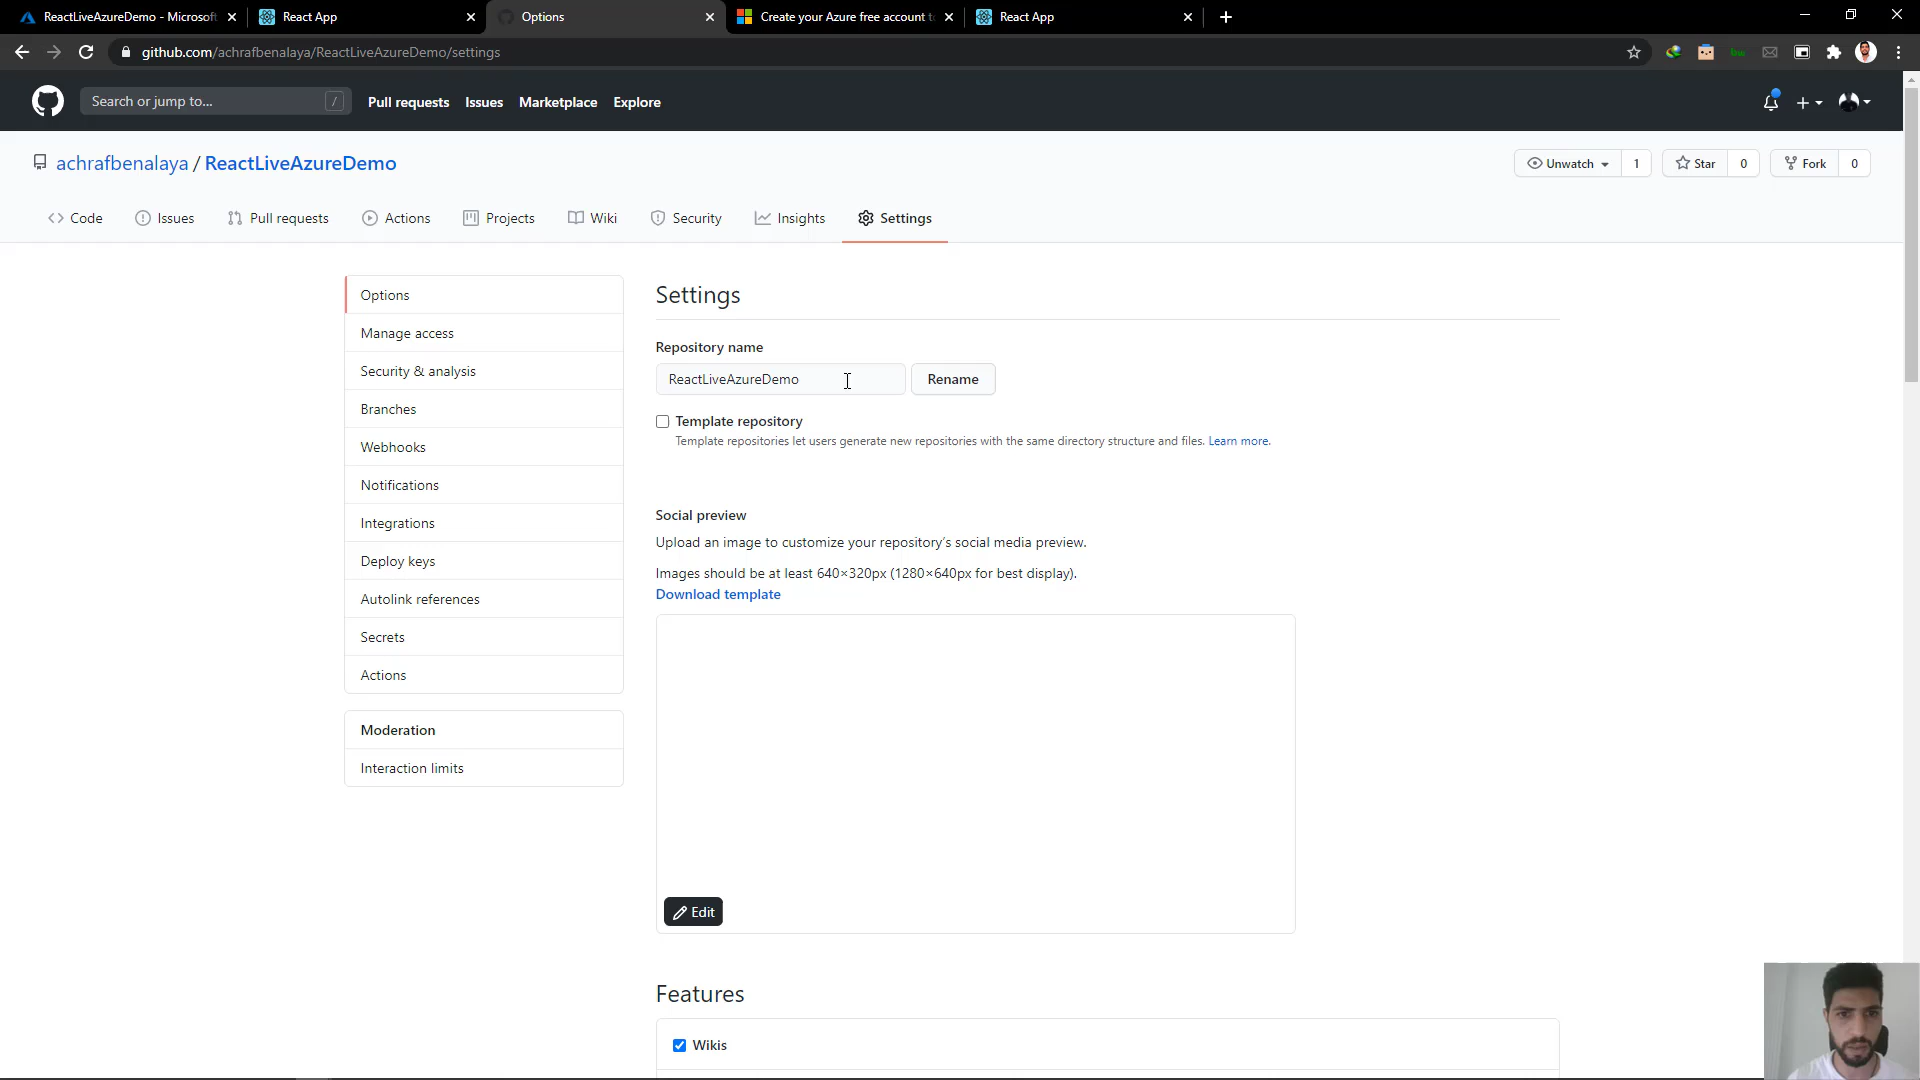 ReactLiveAzureDemo - Microsoft
React App
Options
Create your Azure free account to
React App
github.com/achrafbenalaya/ReactLiveAzureDemo/settings
Search or jump to... /
Pull requests Issues Marketplace Explore
achrafbenalaya / ReactLiveAzureDemo
Unwatch 1 Star 0 Fork 0
Code Issues Pull requests Actions Projects Wiki Security Insights Settings
Options
Manage access
Security & analysis
Branches
Webhooks
Notifications
Integrations
Deploy keys
Autolink references
Secrets
Actions
Moderation
Interaction limits
Settings
Repository name
ReactLiveAzureDemo Rename
Template repository
Template repositories let users generate new repositories with the same directory structure and files. Learn more.
Social preview
Upload an image to customize your repository's social media preview.
Images should be at least 640×320px (1280×640px for best display).
Download template
Edit
Features
Wikis